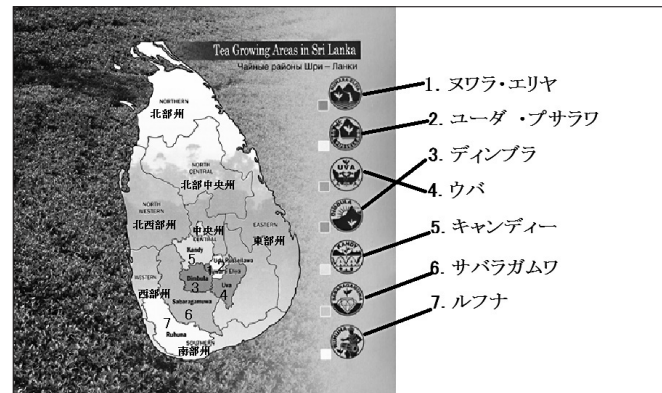 Tea Growing Areas in Sri Lanka
Чайные районы Шри – Ланки
NORTHERN
北部州
NORTH
CENTRAL
北部中央州
NORTH
WESTERN
北西部州
中央州
CENTRAL
EASTERN
東部州
Kandy
5
Uda Pussellawa
Nuwara Eliya
Dimbula
3
Uva
4
WESTERN
西部州
Sabaragamuwa
6
7
Ruhuna
SOUTHERN
南部州
UVA
KANDY
1. ヌワラ・エリヤ
2. ユーダ ・プサラワ
3. ディンブラ
4. ウバ
5. キャンディー
6. サバラガムワ
7. ルフナ